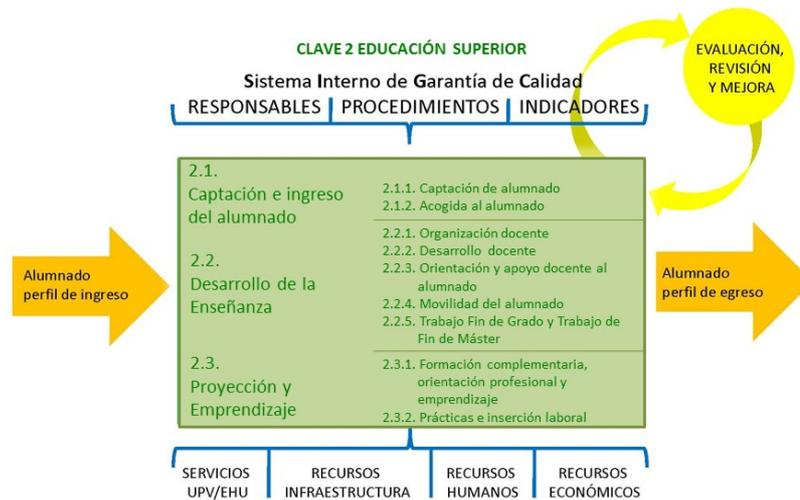 CLAVE 2 EDUCACIÓN SUPERIOR
Sistema Interno de Garantía de Calidad
RESPONSABLES PROCEDIMIENTOS INDICADORES
EVALUACIÓN,
REVISIÓN
Y MEJORA
Alumnado
perfil de ingreso
2.1.
Captación e ingreso
del alumnado
2.1.1. Captación de alumnado
2.1.2. Acogida al alumnado
2.2.
Desarrollo de la
Enseñanza
2.2.1. Organización docente
2.2.2. Desarrollo docente
2.2.3. Orientación y apoyo docente al
alumnado
2.2.4. Movilidad del alumnado
2.2.5. Trabajo Fin de Grado y Trabajo de
Fin de Máster
2.3.
Proyección y
Emprendizaje
2.3.1. Formación complementaria,
orientación profesional y
emprendizaje
2.3.2. Prácticas e inserción laboral
Alumnado
perfil de egreso
SERVICIOS
UPV/EHU
RECURSOS
INFRAESTRUCTURA
RECURSOS
HUMANOS
RECURSOS
ECONÓMICOS